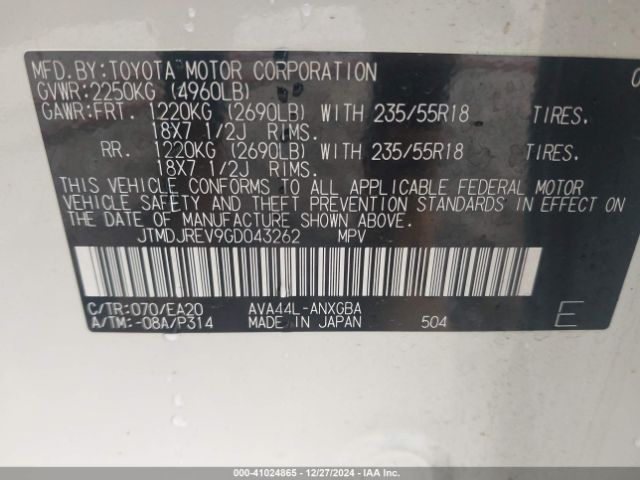 MFD.BY:TOYOTA MOTOR CORPORATION 0
GVWR:2250KG (4960LB)
GAWR:FRT. 1220KG (2690LB) WITH 235/55R18 TIRES.
18X7 1/2J RIMS.
RR. 1220KG (2690LB) WITH 235/55R18 TIRES.
18X7 1/2J RIMS.
THIS VEHICLE CONFORMS TO ALL APPLICABLE FEDERAL MOTOR
VEHICLE SAFETY AND THEFT PREVENTION STANDARDS IN EFFECT ON
THE DATE OF MANUFACTURE SHOWN ABOVE.
JTMDJREV9GD043262 MPV
C/TR:070/EA20 AVA44L-ANXGBA
A/TM:-08A/P314 MADE IN JAPAN 504 E
000-41024865 - 12/27/2024 - IAAI.com